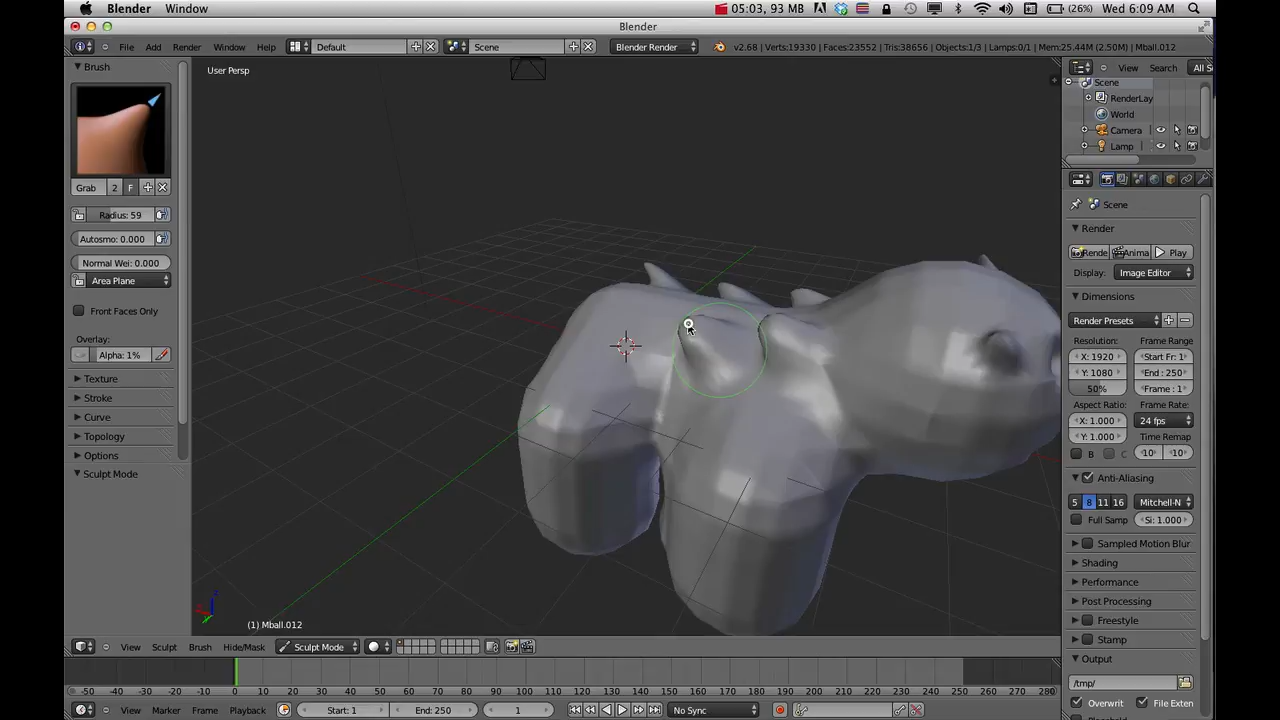 Blender Window 05:03, 93 MB (26%) Wed 6:09 AM
Blender
File Add Render Window Help Default Scene Blender Render v2.68 | Verts:19330 | Faces:23552 | Tris:38656 | Objects:1/3 | Lamps:0/1 | Mem:25.44M (2.50M) | Mball.012
Brush
User Persp
View Search All S
Scene
RenderLay
World
Camera
Lamp
Grab 2 F
Radius: 59
Autosmo: 0.000
Normal Wei: 0.000
Area Plane
Front Faces Only
Overlay:
Alpha: 1%
Texture
Stroke
Curve
Topology
Options
Sculpt Mode
Scene
Render
Rende Anima Play
Display: Image Editor
Dimensions
Render Presets
Resolution: Frame Range
X: 1920 Start Fr: 1
Y: 1080 End : 250
50% Frame : 1
Aspect Ratio: Frame Rate:
X: 1.000 24 fps
Y: 1.000 Time Remap
B C 10 10
Anti-Aliasing
5 8 11 16 Mitchell-N
Full Samp Si: 1.000
Sampled Motion Blur
Shading
Performance
Post Processing
Freestyle
Stamp
Output
/tmp/
Overwrit File Exten
(1) Mball.012
View Sculpt Brush Hide/Mask Sculpt Mode
-50 -40 -30 -20 -10 0 10 20 30 40 50 60 70 80 90 100 110 120 130 140 150 160 170 180 190 200 210 220 230 240 250 260 270 280
View Marker Frame Playback Start: 1 End: 250 1 No Sync